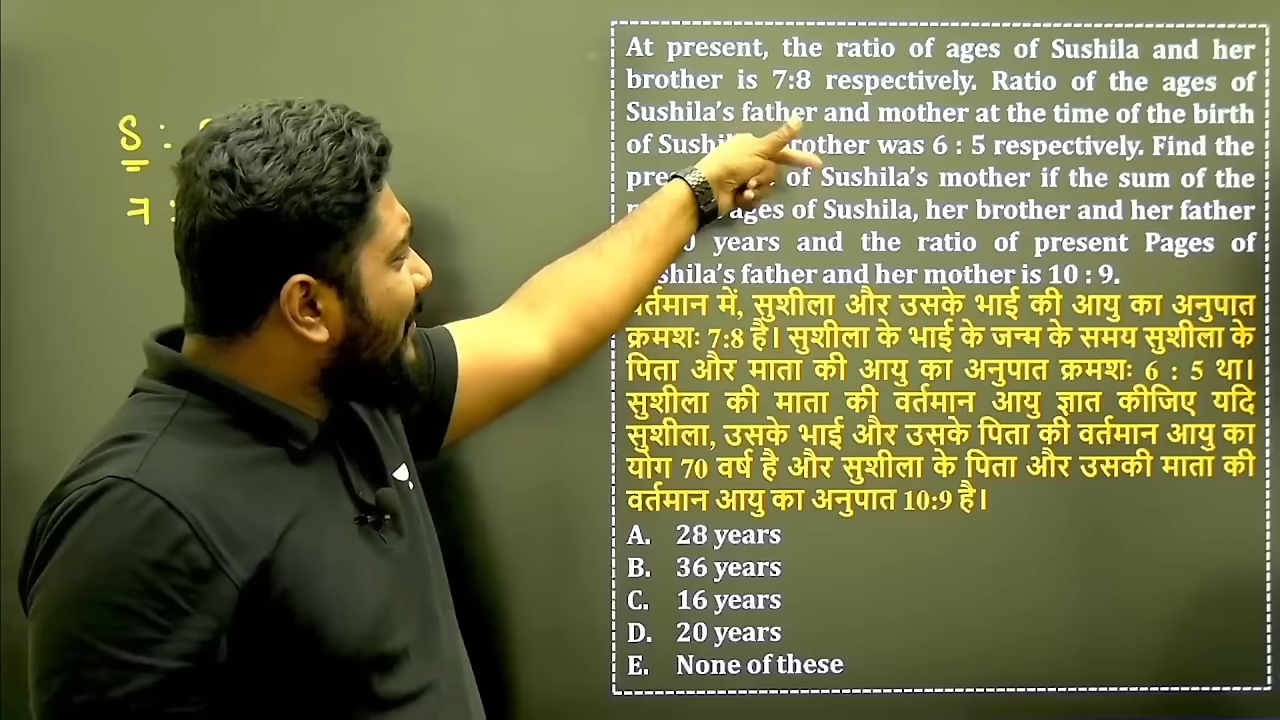 S :
7 :
At present, the ratio of ages of Sushila and her
brother is 7:8 respectively. Ratio of the ages of
Sushila's father and mother at the time of the birth
of was 6 : 5 respectively. Find the
of Sushila's mother if the sum of the
ages of Sushila, her brother and her father
years and the ratio of present Pages of
father and her mother is 10 : 9.
वर्तमान में, सुशीला और उसके भाई की आयु का अनुपात
क्रमशः 7:8 है। सुशीला के भाई के जन्म के समय सुशीला के
पिता और माता की आयु का अनुपात क्रमशः 6 : 5 था।
सुशीला की माता की वर्तमान आयु ज्ञात कीजिए यदि
सुशीला, उसके भाई और उसके पिता की वर्तमान आयु का
योग 70 वर्ष है और सुशीला के पिता और उसकी माता की
वर्तमान आयु का अनुपात 10:9 है।
A. 28 years
B. 36 years
C. 16 years
D. 20 years
E. None of these